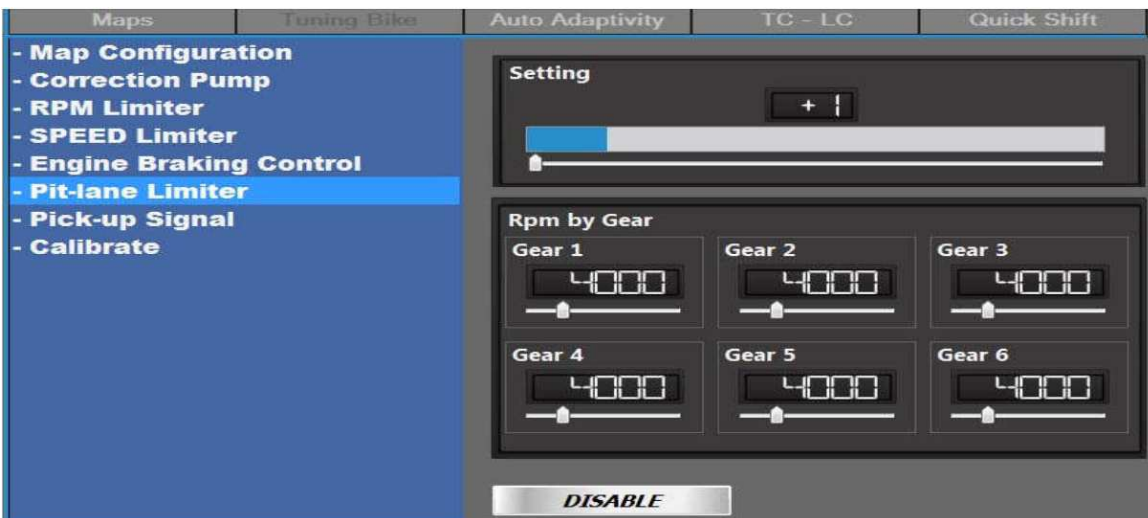 Maps Tuning Bike Auto Adaptivity TC - LC Quick Shift
- Map Configuration
- Correction Pump
- RPM Limiter
- SPEED Limiter
- Engine Braking Control
- Pit-lane Limiter
- Pick-up Signal
- Calibrate
Setting
+ 1
Rpm by Gear
Gear 1 Gear 2 Gear 3
4000 4000 4000
Gear 4 Gear 5 Gear 6
4000 4000 4000
DISABLE